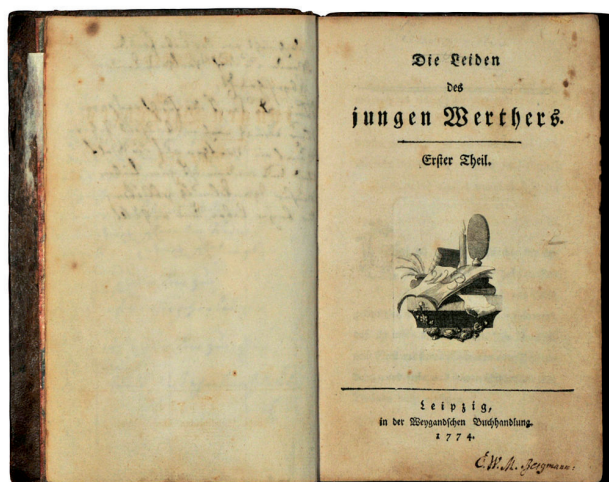 Die Leiden
des
jungen Werthers.
Erster Theil.
Leipzig,
in der Weygandschen Buchhandlung.
1774.